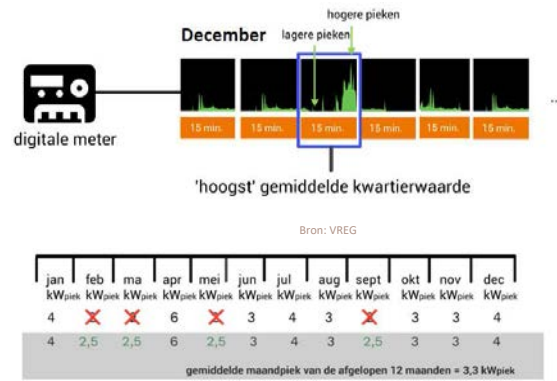 hogere pieken
December
lagere pieken
15 min. 15 min. 15 min. 15 min. 15 min. 15 min.
...
digitale meter
'hoogst' gemiddelde kwartierwaarde
Bron: VREG
jan feb ma apr mei jun jul aug sept okt nov dec
kWpiek kWpiek kWpiek kWpiek kWpiek kWpiek kWpiek kWpiek kWpiek kWpiek kWpiek kWpiek
4 6 3 4 3 3 3 4
4 2,5 2,5 6 2,5 3 4 3 2,5 3 3 4
gemiddelde maandpiek van de afgelopen 12 maanden = 3,3 kWpiek